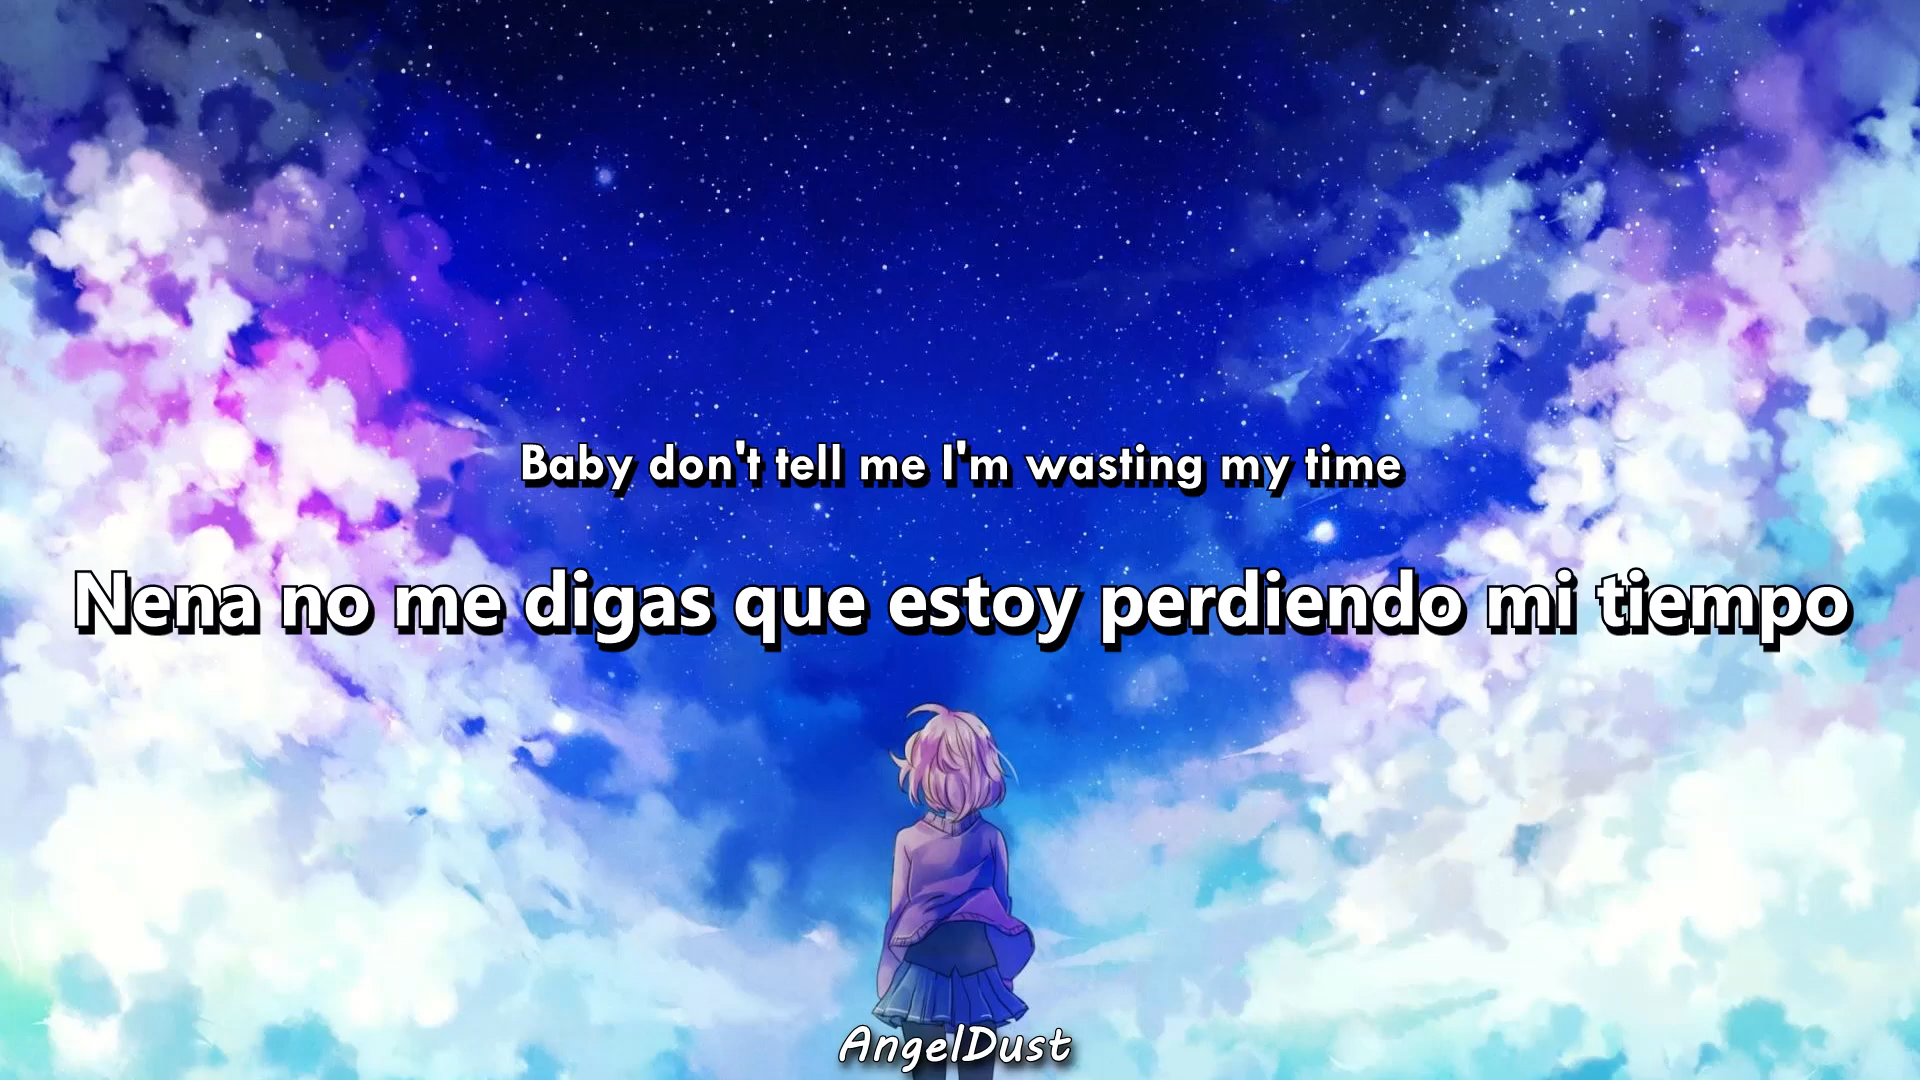 Baby don't tell me I'm wasting my time
Nena no me digas que estoy perdiendo mi tiempo
AngelDust